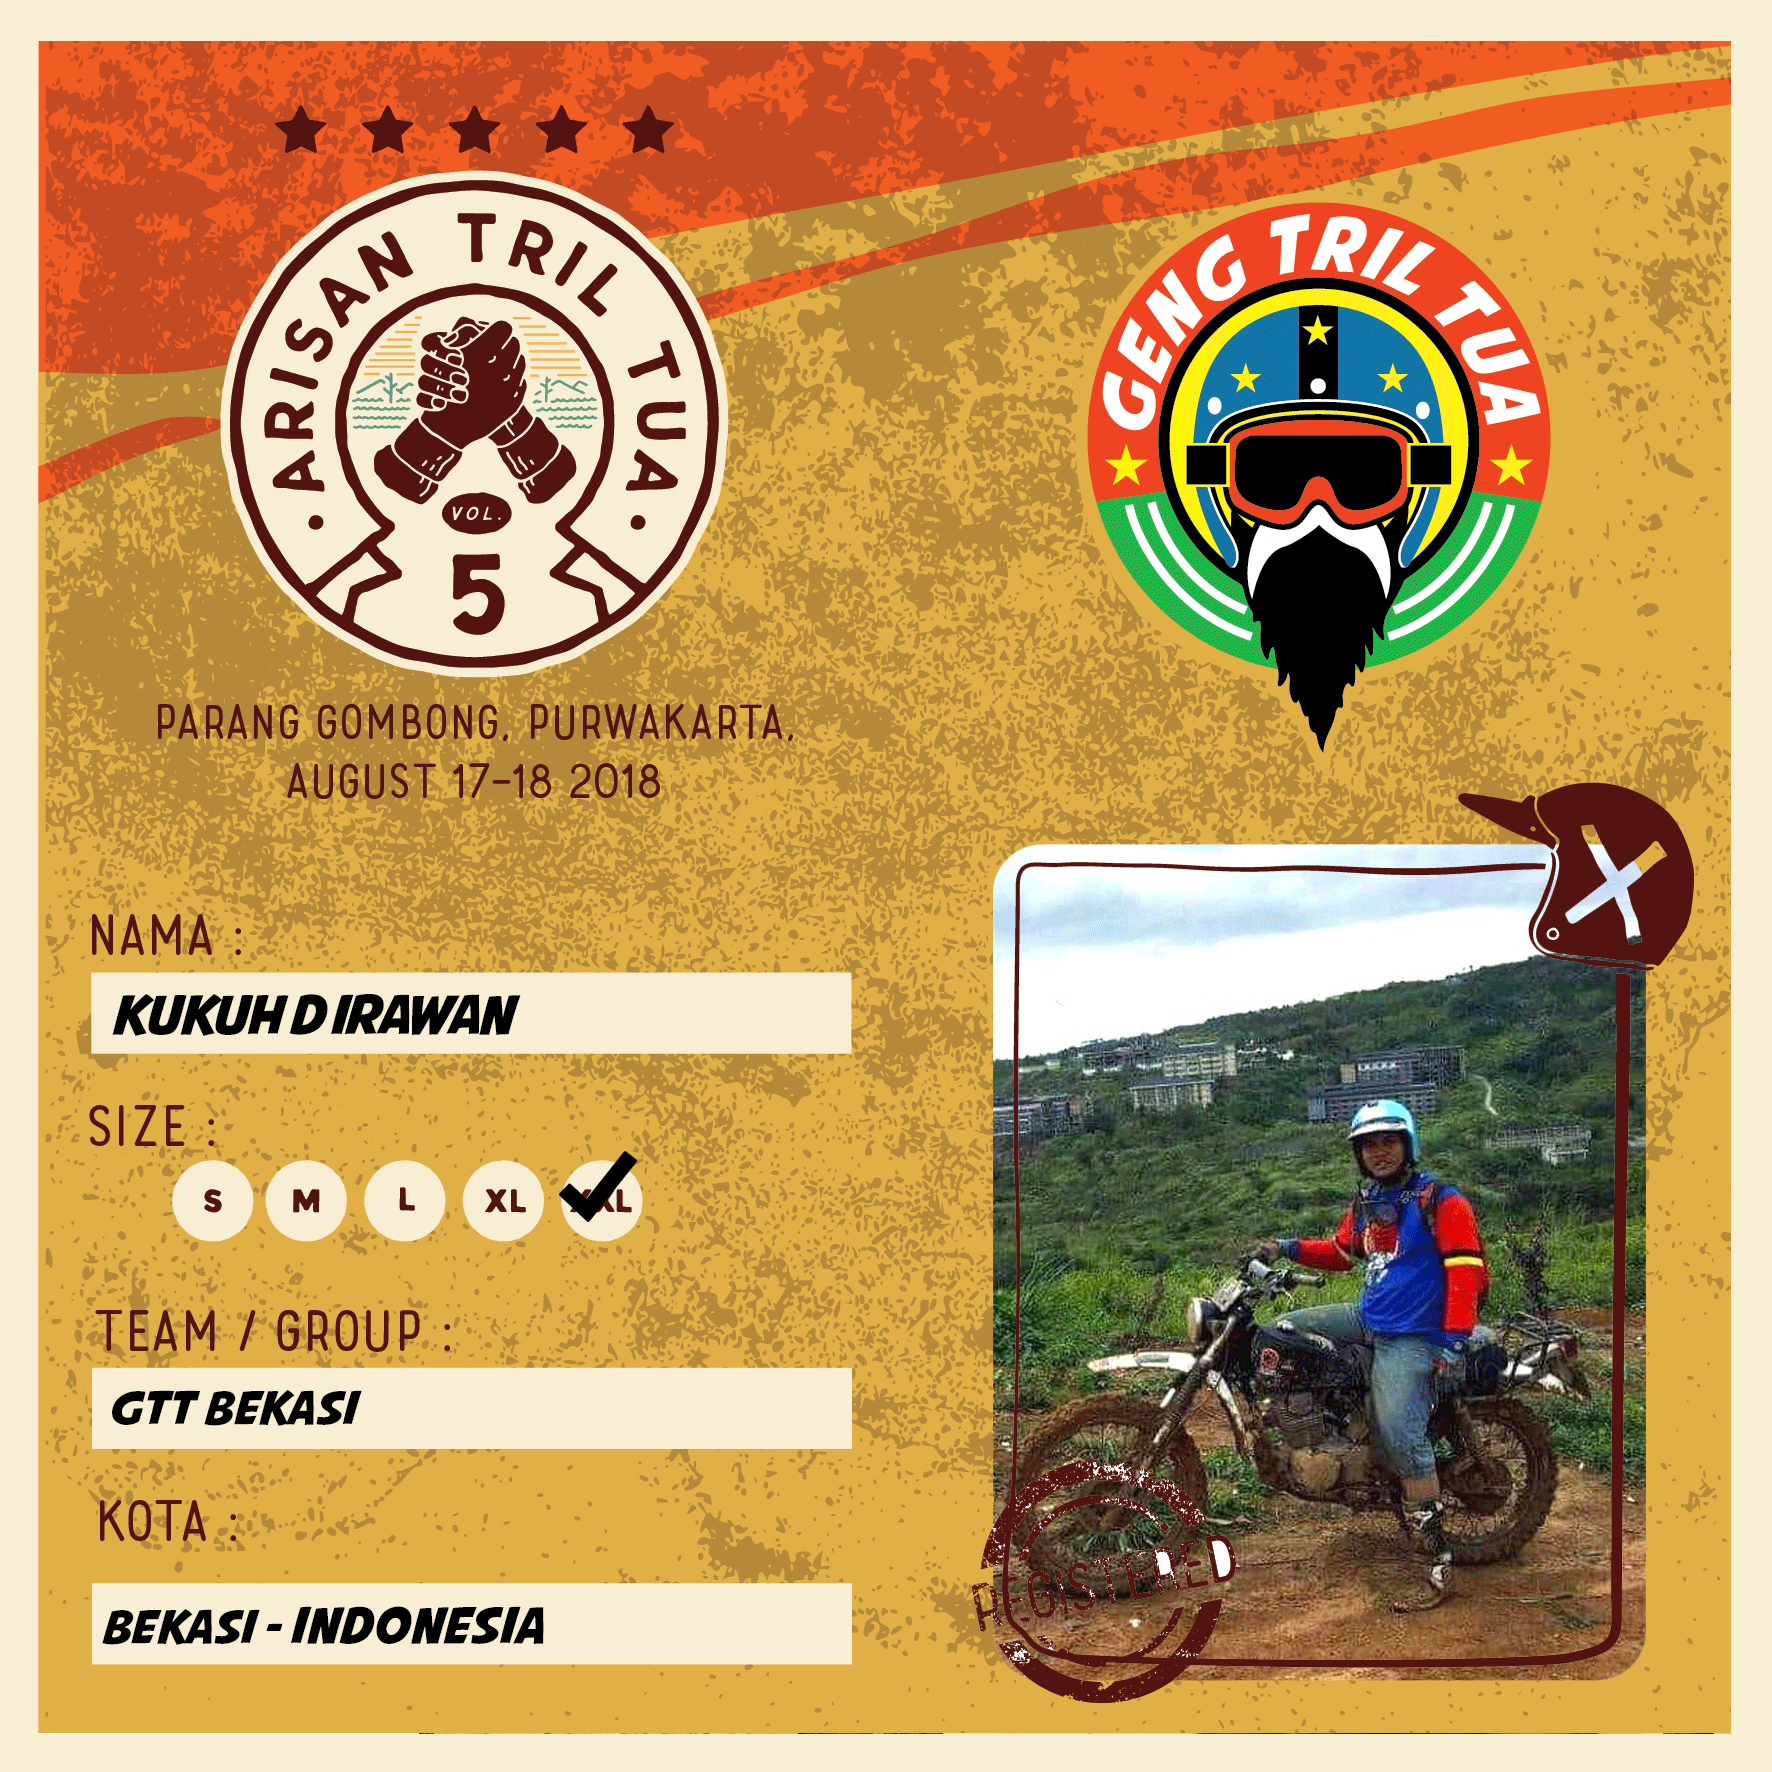 ARISAN TRIL TUA
VOL.
5
PARANG GOMBONG, PURWAKARTA,
AUGUST 17-18 2018
GENG TRIL TUA
NAMA :
KUKUH D IRAWAN
SIZE :
S M L XL XXL
TEAM / GROUP :
GTT BEKASI
KOTA :
BEKASI - INDONESIA
REGISTERED